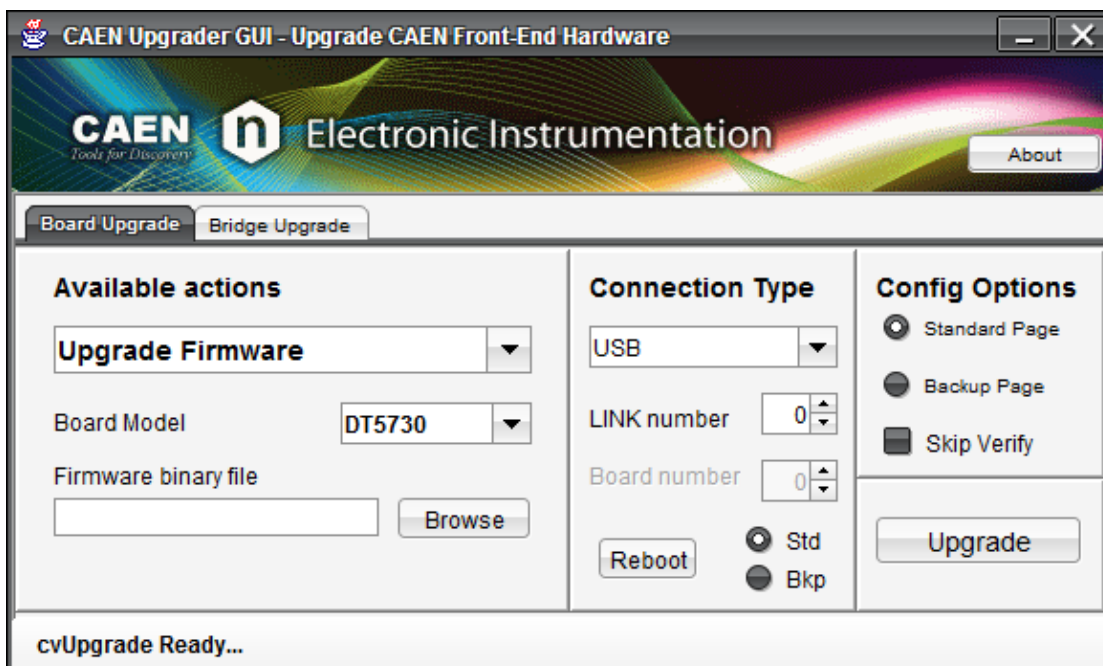 CAEN Upgrader GUI - Upgrade CAEN Front-End Hardware
CAEN n Electronic Instrumentation
Tools for Discovery
About
Board Upgrade Bridge Upgrade
Available actions
Upgrade Firmware
Board Model DT5730
Firmware binary file
Browse
Connection Type
USB
LINK number 0
Board number 0
Reboot Std
Bkp
Config Options
Standard Page
Backup Page
Skip Verify
Upgrade
cvUpgrade Ready...